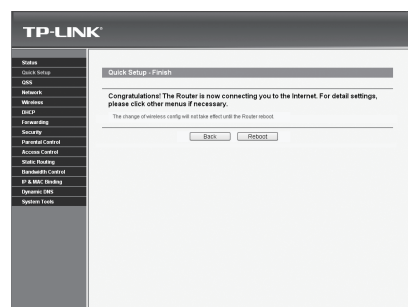 TP-LINK®
Status
Quick Setup
QSS
Network
Wireless
DHCP
Forwarding
Security
Parental Control
Access Control
Static Routing
Bandwidth Control
IP & MAC Binding
Dynamic DNS
System Tools
Quick Setup - Finish
Congratulations! The Router is now connecting you to the Internet. For detail settings,
please click other menus if necessary.
The change of wireless config will not take effect until the Router reboot.
Back
Reboot